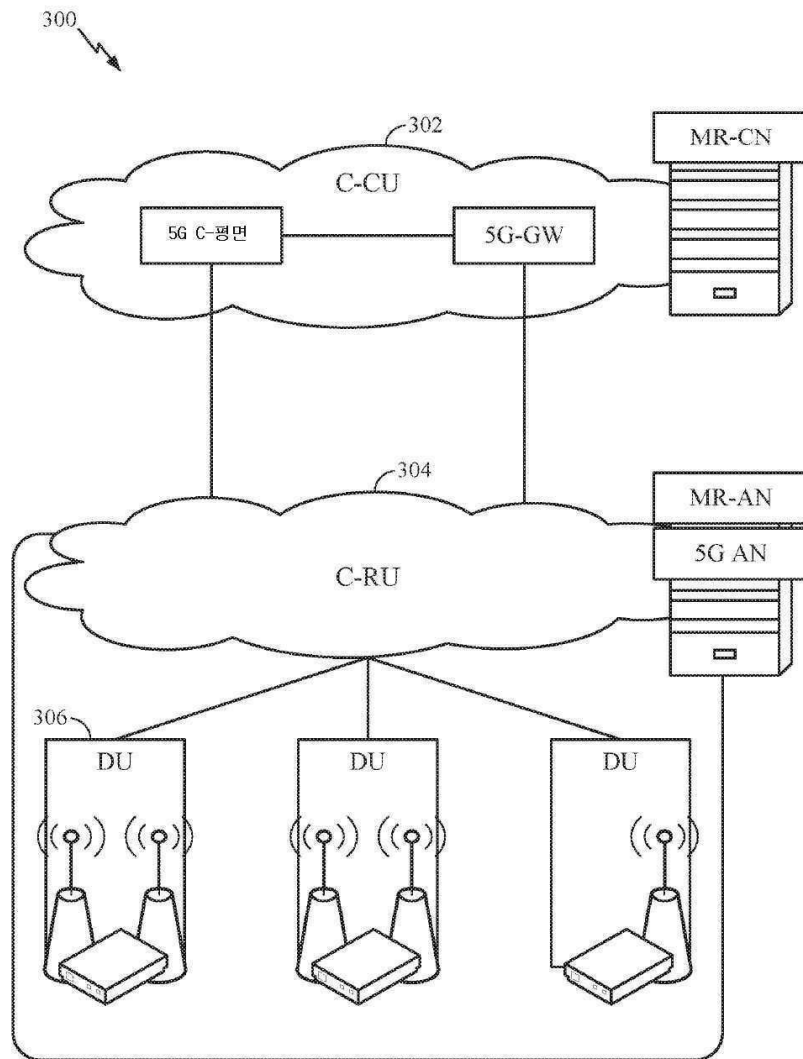 300
302
MR-CN
C-CU
5G C-평면
5G-GW
304
MR-AN
5G AN
C-RU
306
DU
DU
DU